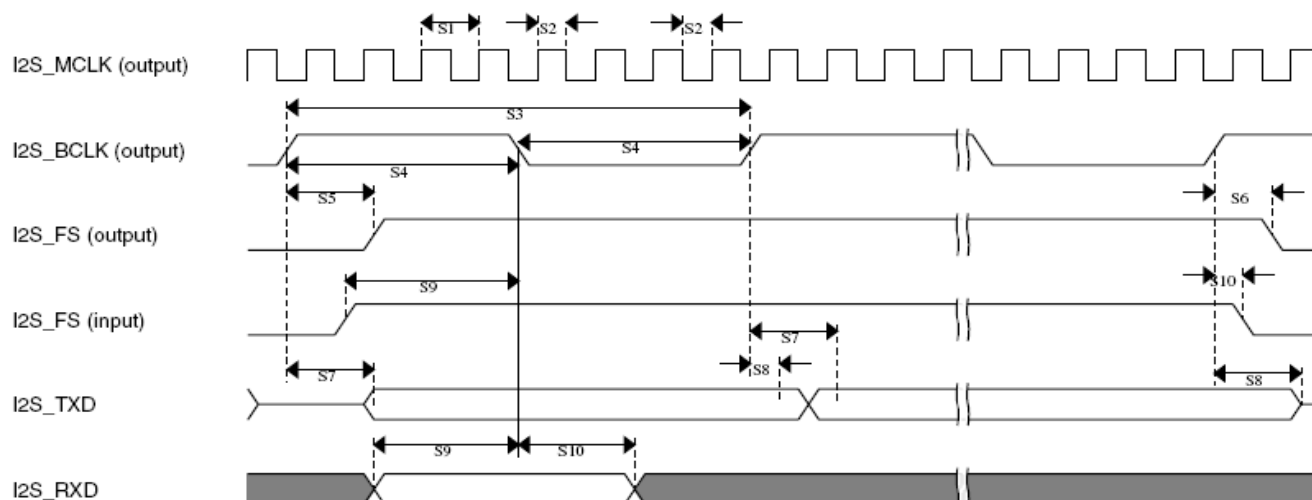 S1 S2 S2
I2S_MCLK (output)
S3
I2S_BCLK (output)
S4
S4
S5 S6
I2S_FS (output)
S9 S10
I2S_FS (input)
S7
S7 S8 S8
I2S_TXD
S9 S10
I2S_RXD